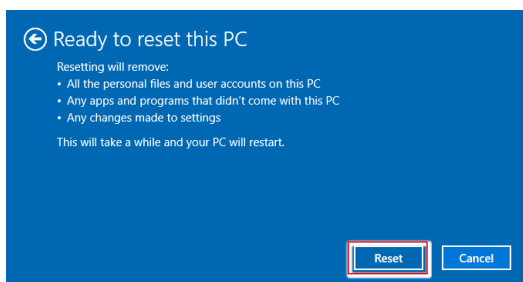 Ready to reset this PC
Resetting will remove:
• All the personal files and user accounts on this PC
• Any apps and programs that didn't come with this PC
• Any changes made to settings
This will take a while and your PC will restart.
Reset Cancel